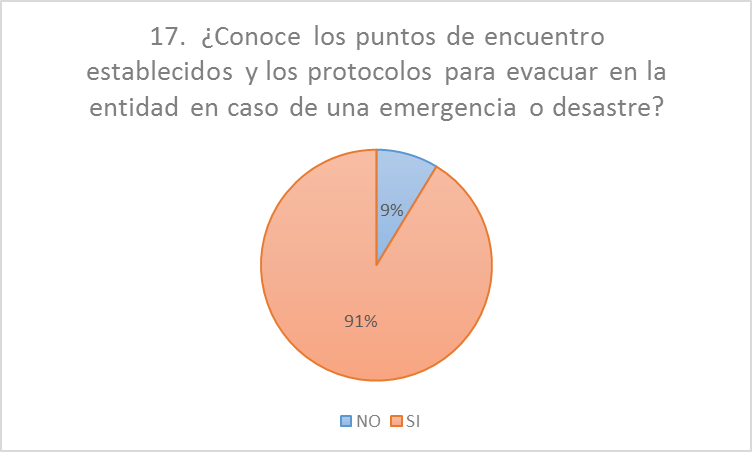 17. ¿Conoce los puntos de encuentro
establecidos y los protocolos para evacuar en la
entidad en caso de una emergencia o desastre?
9%
91%
NO SI